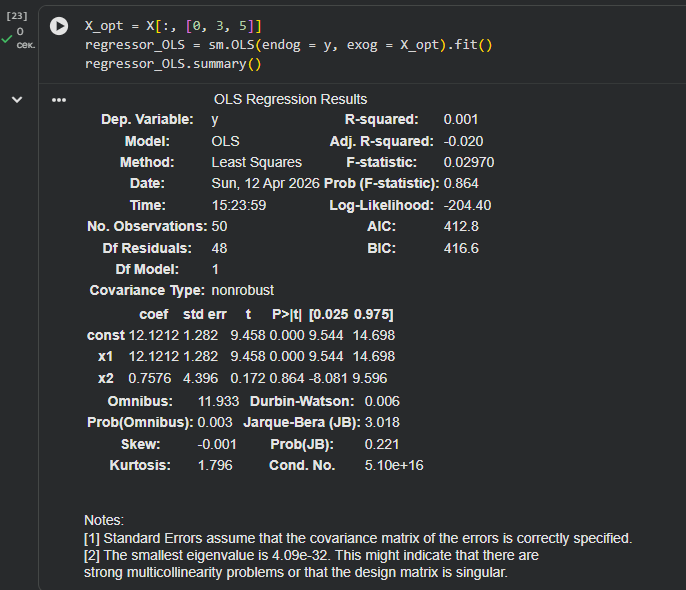 [23]
0
сек.
X_opt = X[:, [0, 3, 5]]
regressor_OLS = sm.OLS(endog = y, exog = X_opt).fit()
regressor_OLS.summary()
OLS Regression Results
Dep. Variable: y R-squared: 0.001
Model: OLS Adj. R-squared: -0.020
Method: Least Squares F-statistic: 0.02970
Date: Sun, 12 Apr 2026 Prob (F-statistic): 0.864
Time: 15:23:59 Log-Likelihood: -204.40
No. Observations: 50 AIC: 412.8
Df Residuals: 48 BIC: 416.6
Df Model: 1
Covariance Type: nonrobust
coef std err t P>|t| [0.025 0.975]
const 12.1212 1.282 9.458 0.000 9.544 14.698
x1 12.1212 1.282 9.458 0.000 9.544 14.698
x2 0.7576 4.396 0.172 0.864 -8.081 9.596
Omnibus: 11.933 Durbin-Watson: 0.006
Prob(Omnibus): 0.003 Jarque-Bera (JB): 3.018
Skew: -0.001 Prob(JB): 0.221
Kurtosis: 1.796 Cond. No. 5.10e+16
Notes:
[1] Standard Errors assume that the covariance matrix of the errors is correctly specified.
[2] The smallest eigenvalue is 4.09e-32. This might indicate that there are
strong multicollinearity problems or that the design matrix is singular.